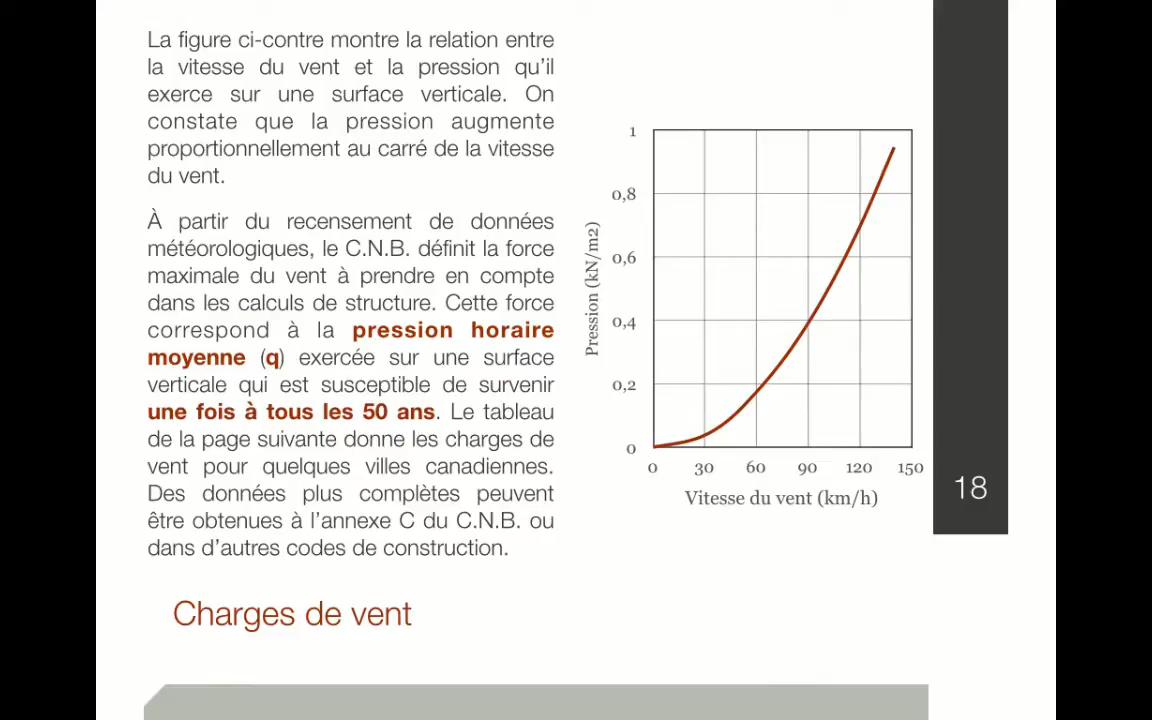 La figure ci-contre montre la relation entre
la vitesse du vent et la pression qu’il
exerce sur une surface verticale. On
constate que la pression augmente
proportionnellement au carré de la vitesse
du vent.
À partir du recensement de données
météorologiques, le C.N.B. définit la force
maximale du vent à prendre en compte
dans les calculs de structure. Cette force
correspond à la pression horaire
moyenne (q) exercée sur une surface
verticale qui est susceptible de survenir
une fois à tous les 50 ans. Le tableau
de la page suivante donne les charges de
vent pour quelques villes canadiennes.
Des données plus complètes peuvent
être obtenues à l’annexe C du C.N.B. ou
dans d’autres codes de construction.
Pression (kN/m2)
1
0,8
0,6
0,4
0,2
0
0 30 60 90 120 150
Vitesse du vent (km/h)
18
Charges de vent